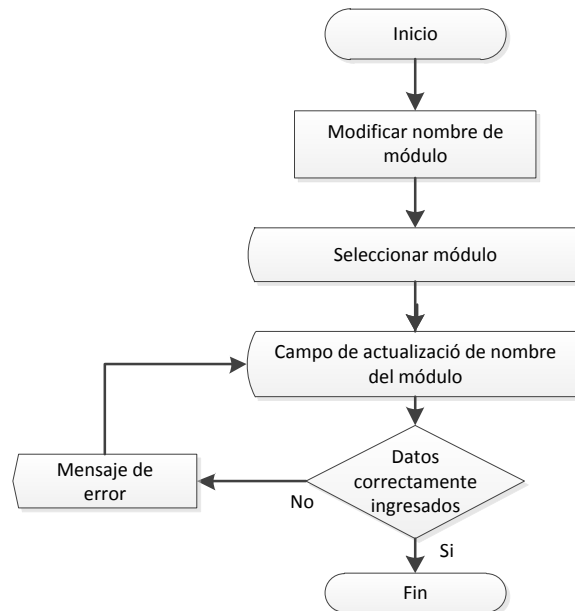 Inicio
Modificar nombre de
módulo
Seleccionar módulo
Campo de actualizació de nombre
del módulo
Datos
correctamente
ingresados
Mensaje de
error
No
Si
Fin